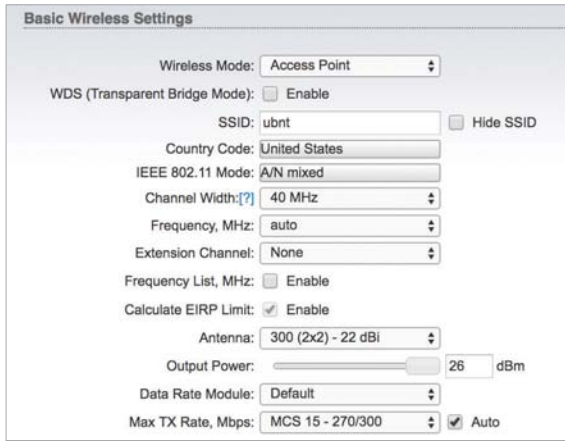 Basic Wireless Settings
Wireless Mode: Access Point
WDS (Transparent Bridge Mode): Enable
SSID: ubnt Hide SSID
Country Code: United States
IEEE 802.11 Mode: A/N mixed
Channel Width:[?] 40 MHz
Frequency, MHz: auto
Extension Channel: None
Frequency List, MHz: Enable
Calculate EIRP Limit: Enable
Antenna: 300 (2x2) - 22 dBi
Output Power: 26 dBm
Data Rate Module: Default
Max TX Rate, Mbps: MCS 15 - 270/300 Auto